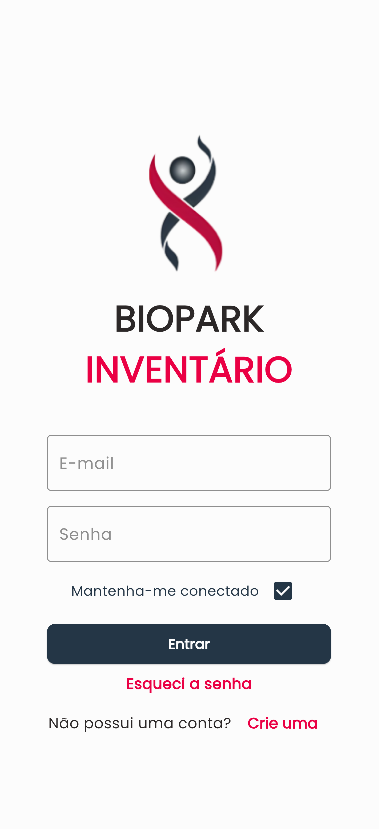 BIOPARK
INVENTÁRIO
E-mail
Senha
Mantenha-me conectado
Entrar
Esqueci a senha
Não possui uma conta? Crie uma